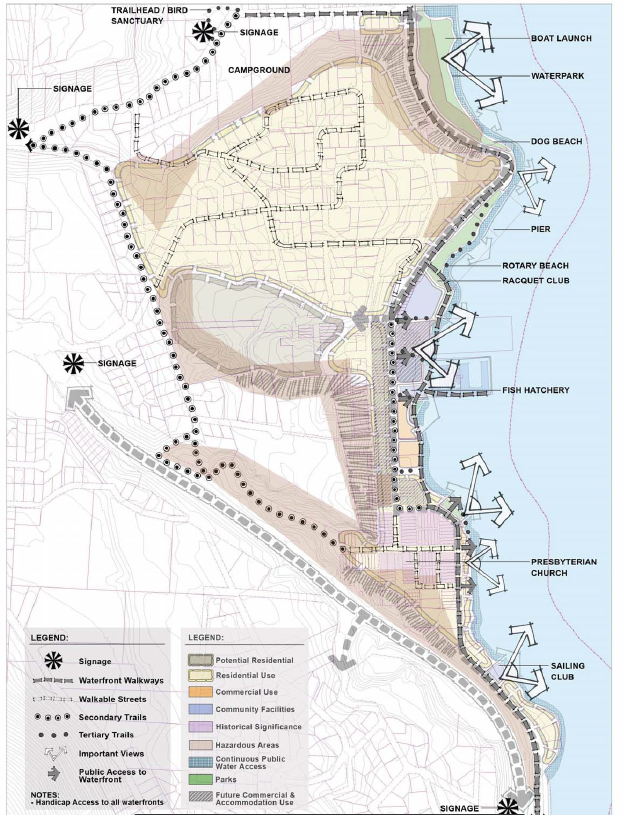 TRAILHEAD / BIRD
SANCTUARY
SIGNAGE
BOAT LAUNCH
CAMPGROUND
WATERPARK
SIGNAGE
DOG BEACH
PIER
ROTARY BEACH
RACQUET CLUB
SIGNAGE
FISH HATCHERY
PRESBYTERIAN
CHURCH
SAILING
CLUB
LEGEND:
Signage
Waterfront Walkways
Walkable Streets
Secondary Trails
Tertiary Trails
Important Views
Public Access to
Waterfront
NOTES:
- Handicap Access to all waterfronts
LEGEND:
Potential Residential
Residential Use
Commercial Use
Community Facilities
Historical Significance
Hazardous Areas
Continuous Public
Water Access
Parks
Future Commercial &
Accommodation Use
SIGNAGE